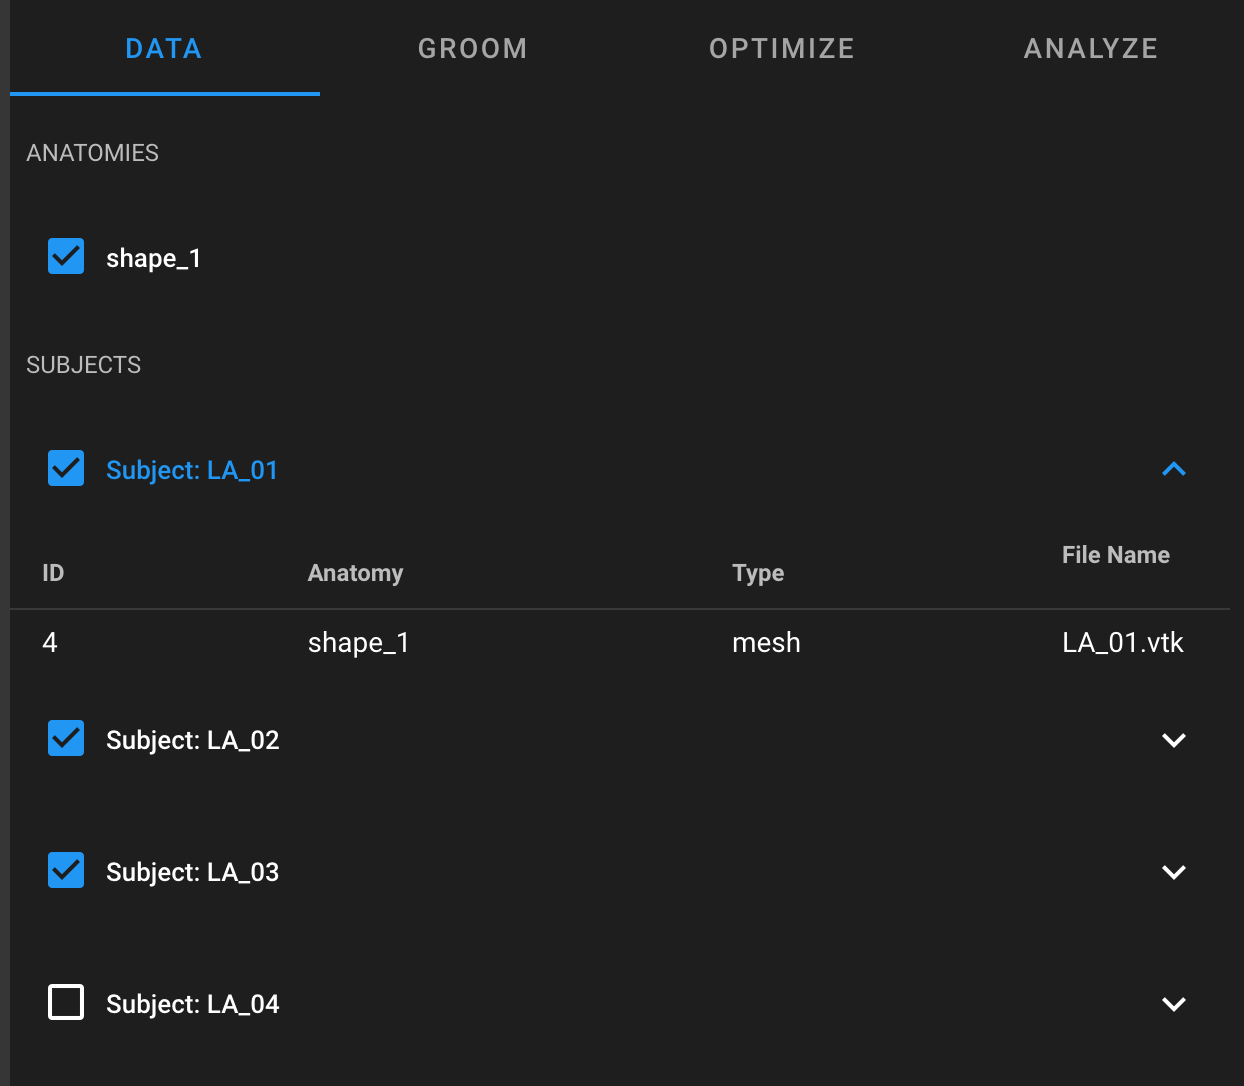 DATA GROOM OPTIMIZE ANALYZE
ANATOMIES
shape_1
SUBJECTS
Subject: LA_01
ID Anatomy Type File Name
4 shape_1 mesh LA_01.vtk
Subject: LA_02
Subject: LA_03
Subject: LA_04